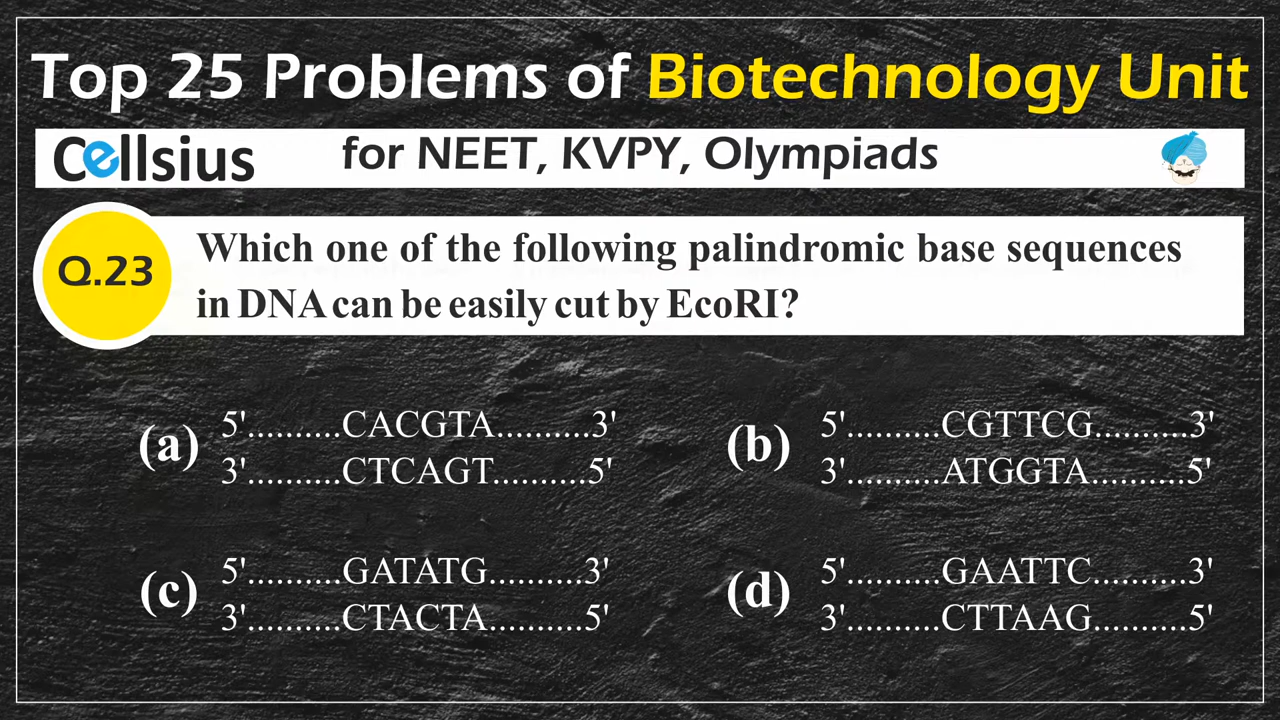 Top 25 Problems of Biotechnology Unit
Cellsius
for NEET, KVPY, Olympiads
Q.23
Which one of the following palindromic base sequences
in DNA can be easily cut by EcoRI?
(a)
5'..........CACGTA..........3'
3'..........CTCAGT..........5'
(b)
5'..........CGTTCG..........3'
3'..........ATGGTA..........5'
(c)
5'..........GATATG..........3'
3'..........CTACTA..........5'
(d)
5'..........GAATTC..........3'
3'..........CTTAAG..........5'